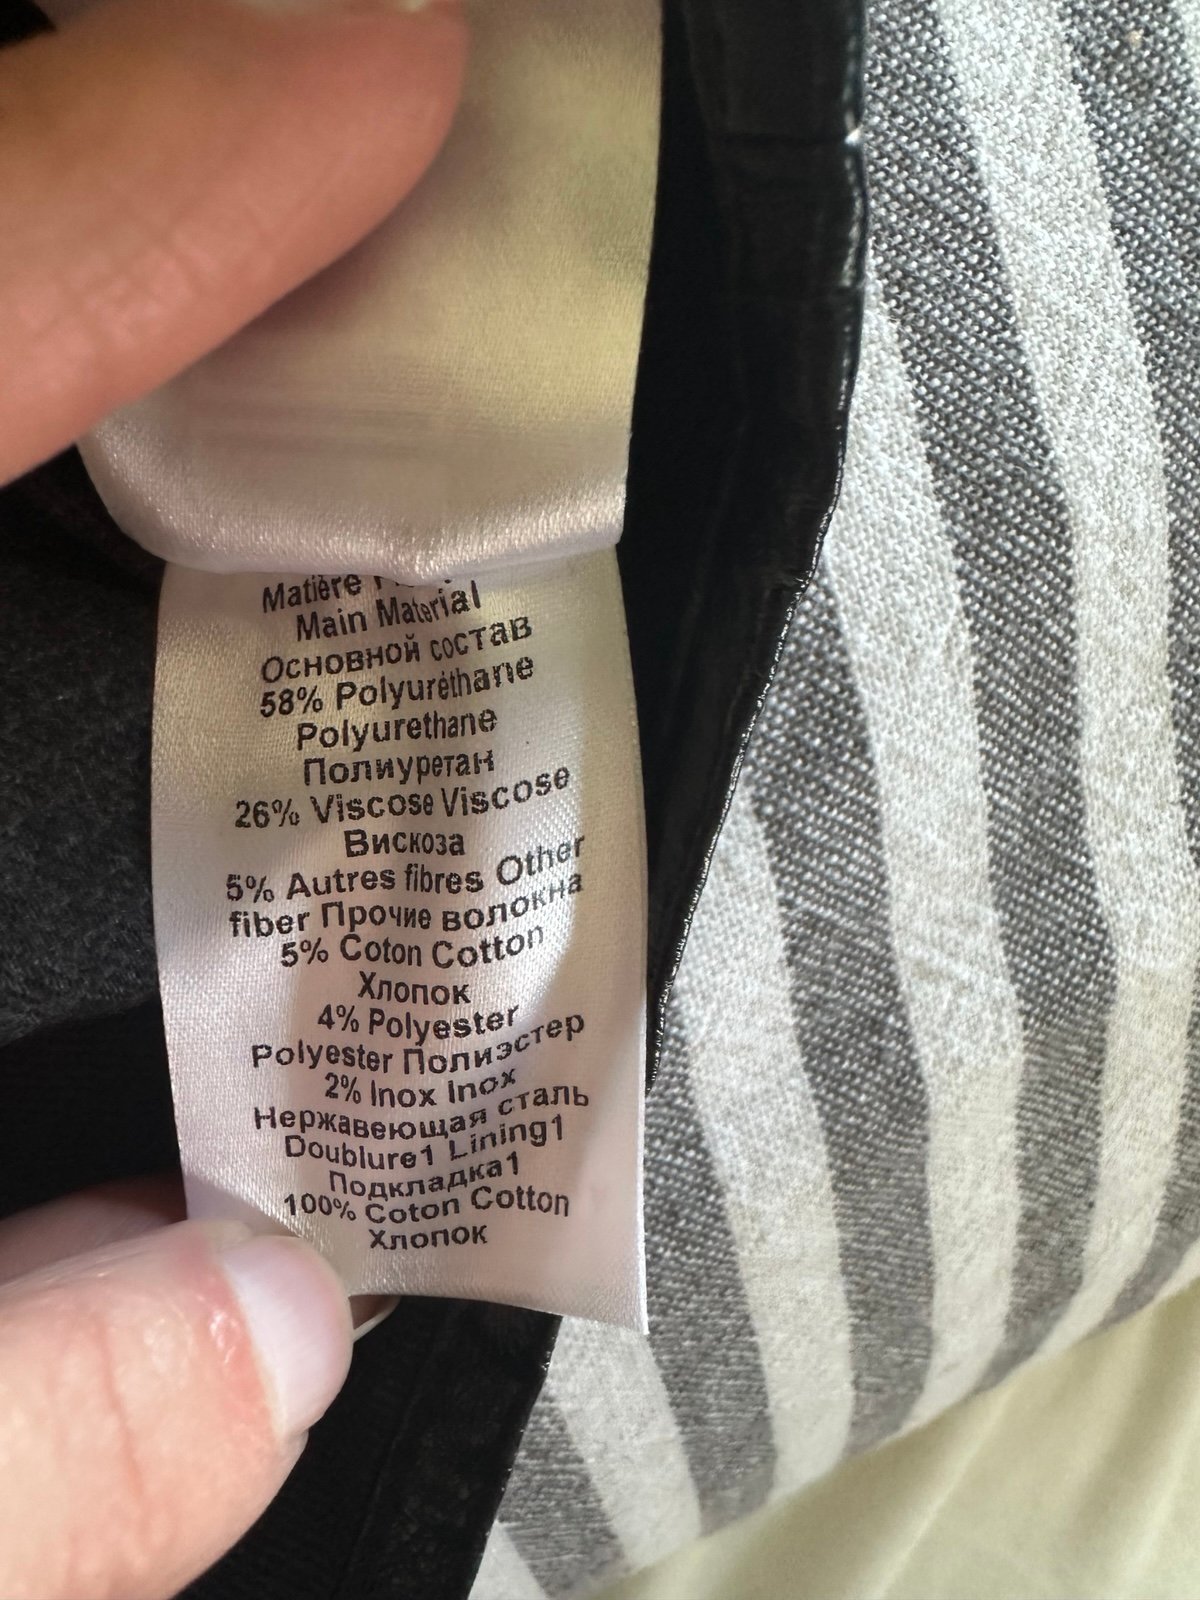 Matière
Main Material
Основной состав
58% Polyuréthane
Polyurethane
Полиуретан
26% Viscose Viscose
Вискоза
5% Autres fibres Other
fiber Прочие волокна
5% Coton Cotton
Хлопок
4% Polyester
Polyester Полиэстер
2% Inox Inox
Нержавеющая сталь
Doublure1 Lining1
Подкладка1
100% Coton Cotton
Хлопок